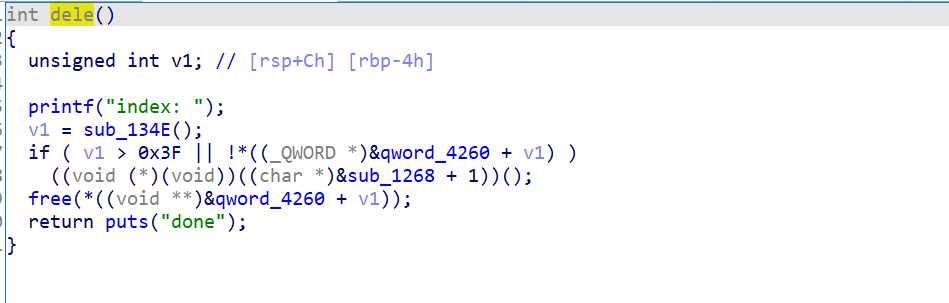 int dele()
{
  unsigned int v1; // [rsp+Ch] [rbp-4h]
  printf("index: ");
  v1 = sub_134E();
  if ( v1 > 0x3F || !*((_QWORD *)&qword_4260 + v1) )
    ((void (*)(void))((char *)&sub_1268 + 1))();
  free(*((void **)&qword_4260 + v1));
  return puts("done");
}